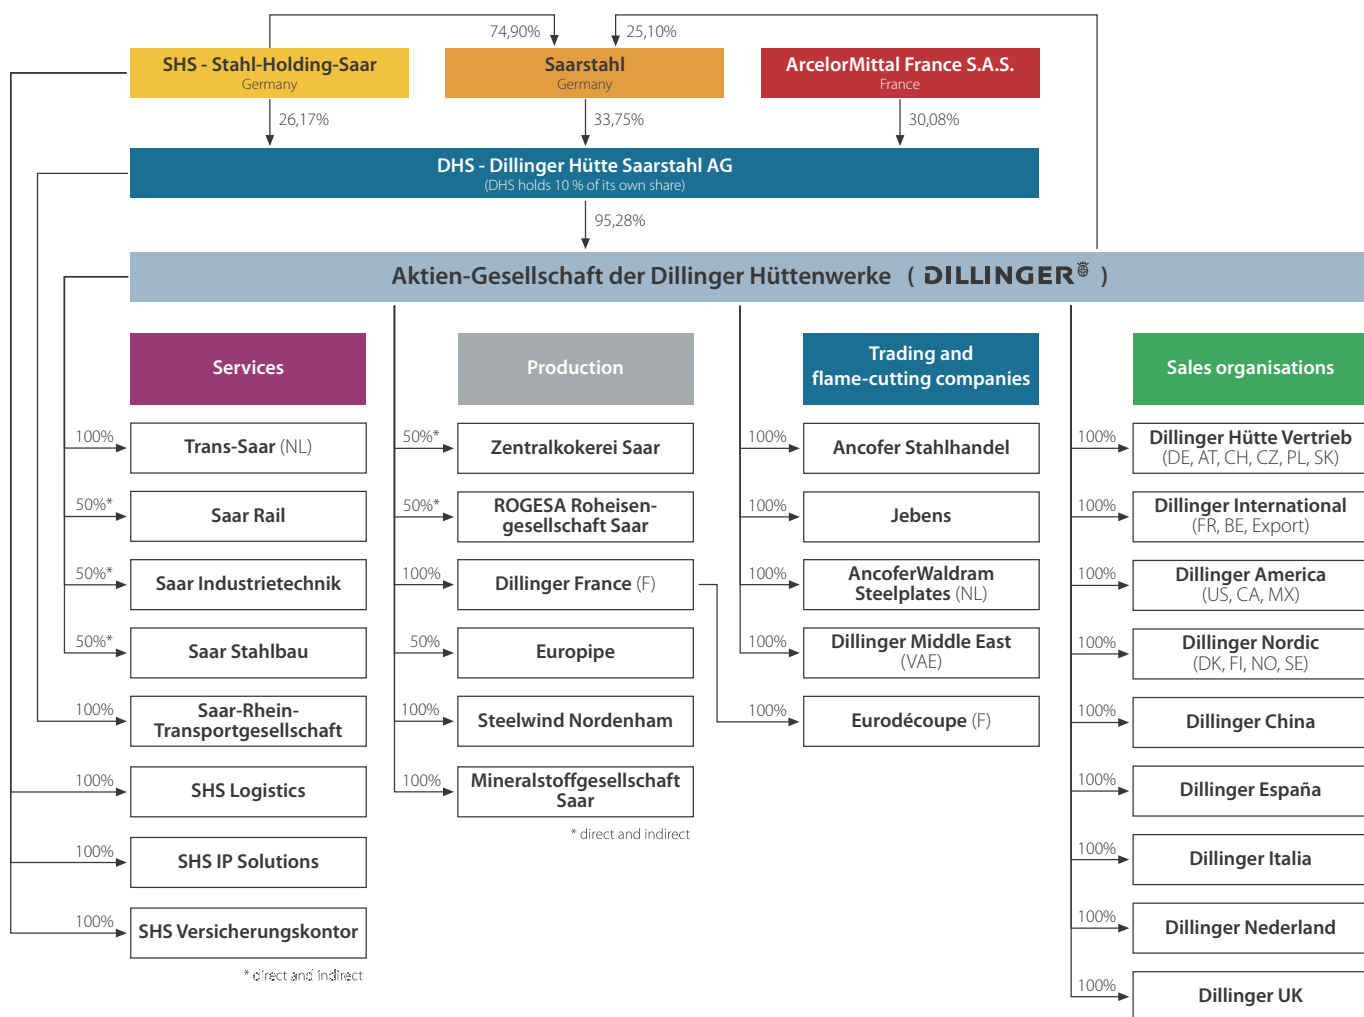 74,90%
25,10%
SHS - Stahl-Holding-Saar
Germany
Saarstahl
Germany
ArcelorMittal France S.A.S.
France
26,17%
33,75%
30,08%
DHS - Dillinger Hütte Saarstahl AG
(DHS holds 10 % of its own share)
95,28%
Aktien-Gesellschaft der Dillinger Hüttenwerke ( DILLINGER )
Services
100%
Trans-Saar (NL)
50%*
Saar Rail
50%*
Saar Industrietechnik
50%*
Saar Stahlbau
100%
Saar-Rhein-
Transportgesellschaft
100%
SHS Logistics
100%
SHS IP Solutions
100%
SHS Versicherungskontor
* direct and indirect
Production
50%*
Zentralkokerei Saar
50%*
ROGESA Roheisen-
gesellschaft Saar
100%
Dillinger France (F)
50%
Europipe
100%
Steelwind Nordenham
100%
Mineralstoffgesellschaft
Saar
* direct and indirect
Trading and
flame-cutting companies
100%
Ancofer Stahlhandel
100%
Jebens
100%
AncoferWaldram
Steelplates (NL)
100%
Dillinger Middle East
(VAE)
100%
Eurodécoupe (F)
Sales organisations
100%
Dillinger Hütte Vertrieb
(DE, AT, CH, CZ, PL, SK)
100%
Dillinger International
(FR, BE, Export)
100%
Dillinger America
(US, CA, MX)
100%
Dillinger Nordic
(DK, FI, NO, SE)
100%
Dillinger China
100%
Dillinger España
100%
Dillinger Italia
100%
Dillinger Nederland
100%
Dillinger UK